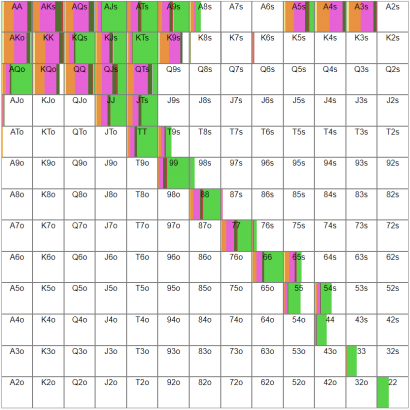 AA AKs AQs AJs ATs A9s A8s A7s A6s A5s A4s A3s A2s
AKo KK KQs KJs KTs K9s K8s K7s K6s K5s K4s K3s K2s
AQo KQo QQ QJs QTs Q9s Q8s Q7s Q6s Q5s Q4s Q3s Q2s
AJo KJo QJo JJ JTs J9s J8s J7s J6s J5s J4s J3s J2s
ATo KTo QTo JTo TT T9s T8s T7s T6s T5s T4s T3s T2s
A9o K9o Q9o J9o T9o 99 98s 97s 96s 95s 94s 93s 92s
A8o K8o Q8o J8o T8o 98o 88 87s 86s 85s 84s 83s 82s
A7o K7o Q7o J7o T7o 97o 87o 77 76s 75s 74s 73s 72s
A6o K6o Q6o J6o T6o 96o 86o 76o 66 65s 64s 63s 62s
A5o K5o Q5o J5o T5o 95o 85o 75o 65o 55 54s 53s 52s
A4o K4o Q4o J4o T4o 94o 84o 74o 64o 54o 44 43s 42s
A3o K3o Q3o J3o T3o 93o 83o 73o 63o 53o 43o 33 32s
A2o K2o Q2o J2o T2o 92o 82o 72o 62o 52o 42o 32o 22